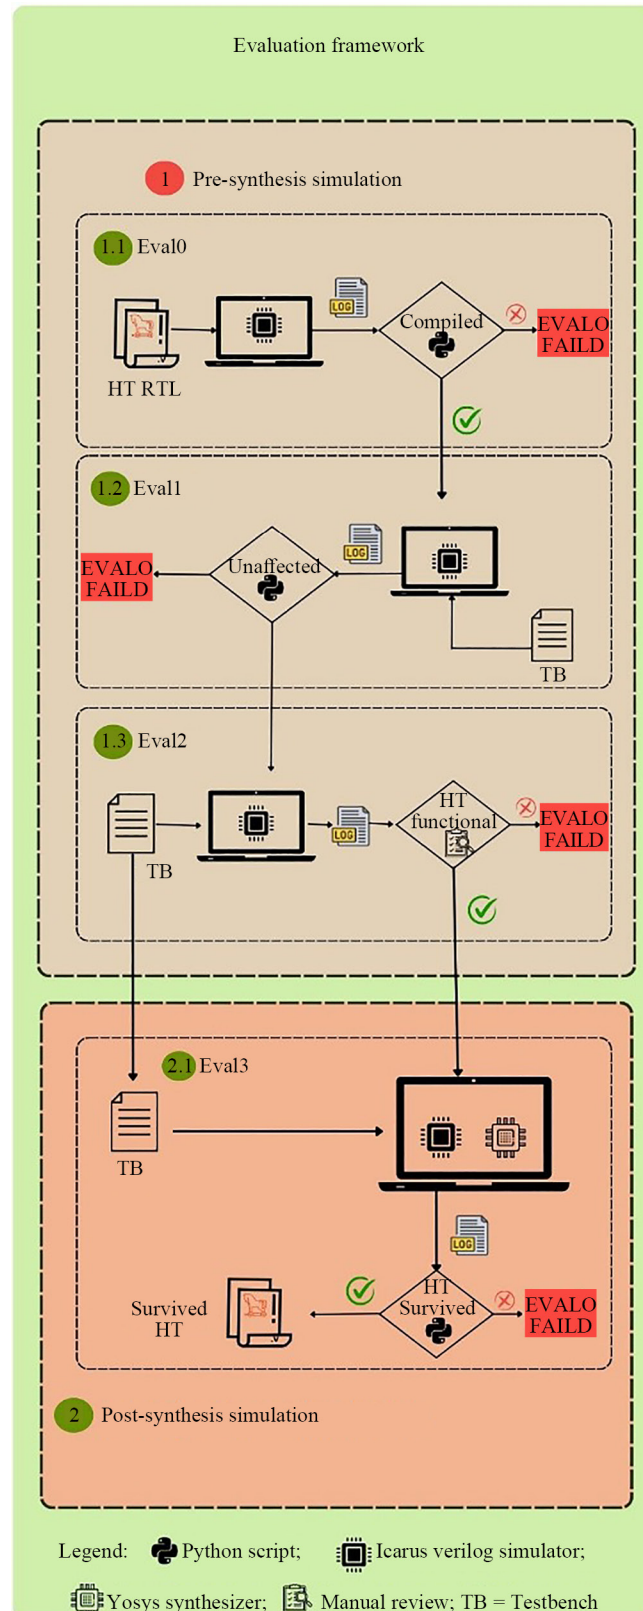 Evaluation framework
1 Pre-synthesis simulation
1.1 Eval0
LOG
Compiled
EVALO
FAILD
.V
HT RTL
1.2 Eval1
LOG
Unaffected
EVALO
FAILD
TB
1.3 Eval2
HT
functional
LOG
EVALO
FAILD
TB
2.1 Eval3
TB
LOG
HT
Survived
EVALO
FAILD
Survived
HT
2 Post-synthesis simulation
Legend: Python script; Icarus verilog simulator;
Yosys synthesizer; Manual review; TB = Testbench